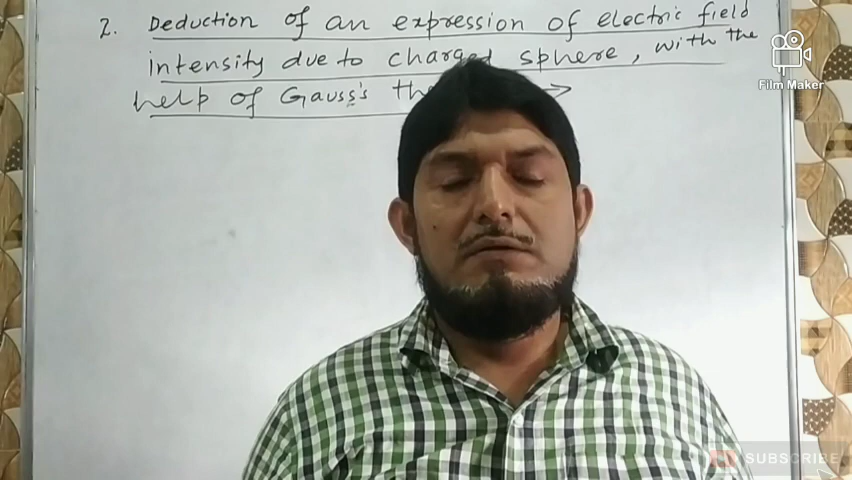 2. Deduction of an expression of electric field
intensity due to charged sphere, with the
help of Gauss's
Film Maker
SUBSCRIBE